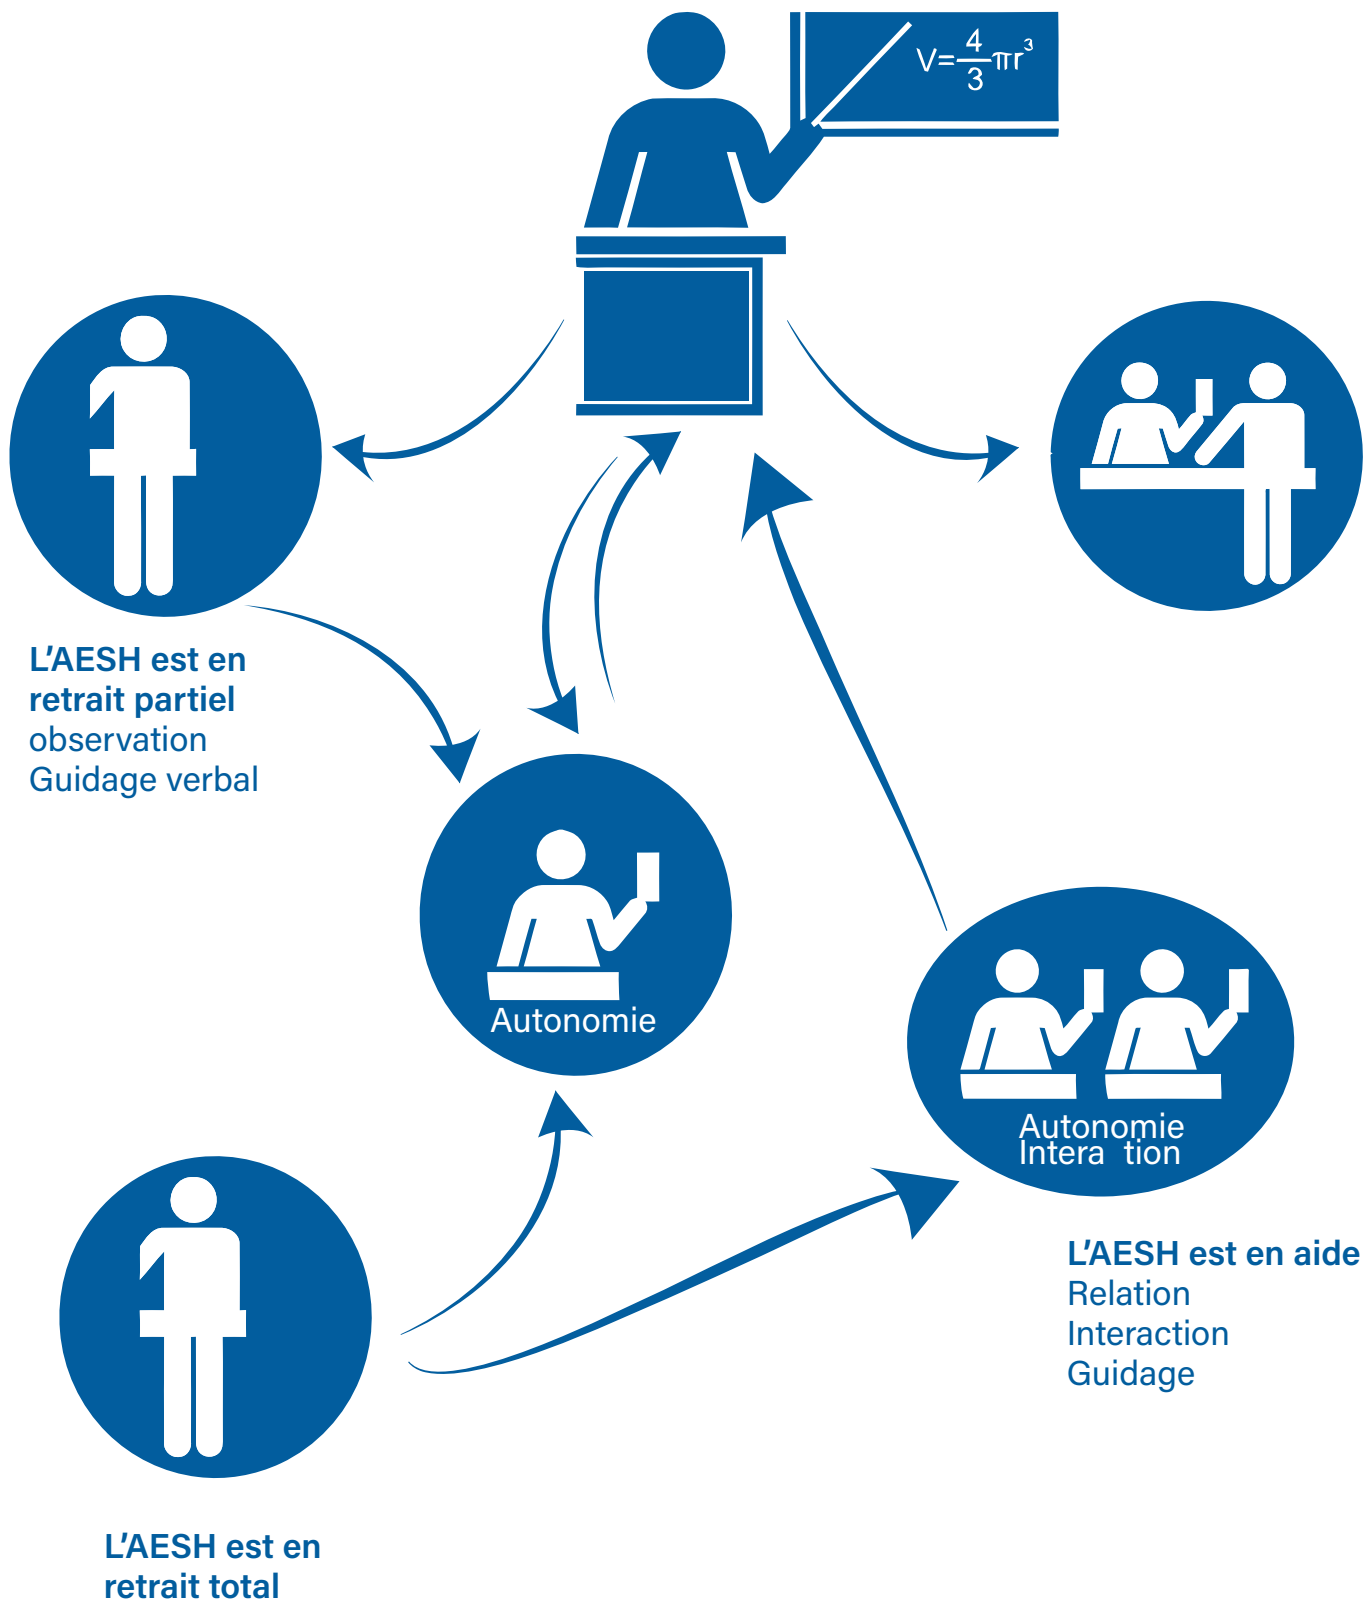 V=4/3πr³
L'AESH est en
retrait partiel
observation
Guidage verbal
Autonomie
Autonomie
Intera tion
L'AESH est en aide
Relation
Interaction
Guidage
L'AESH est en
retrait total